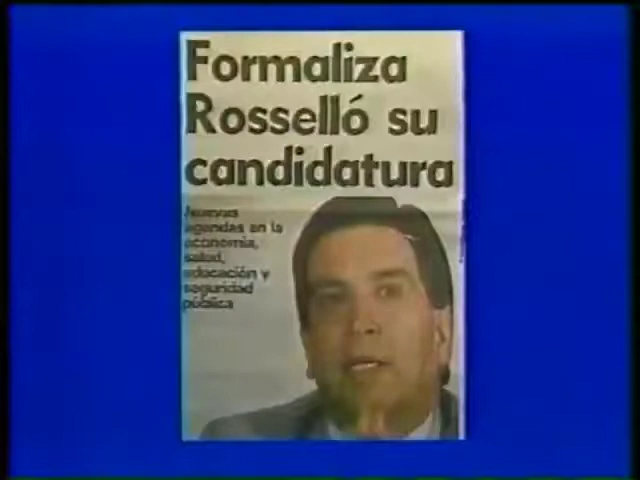 Formaliza
Rosselló su
candidatura
Nuevas
agendas en la
economía,
salud,
educación y
seguridad
pública